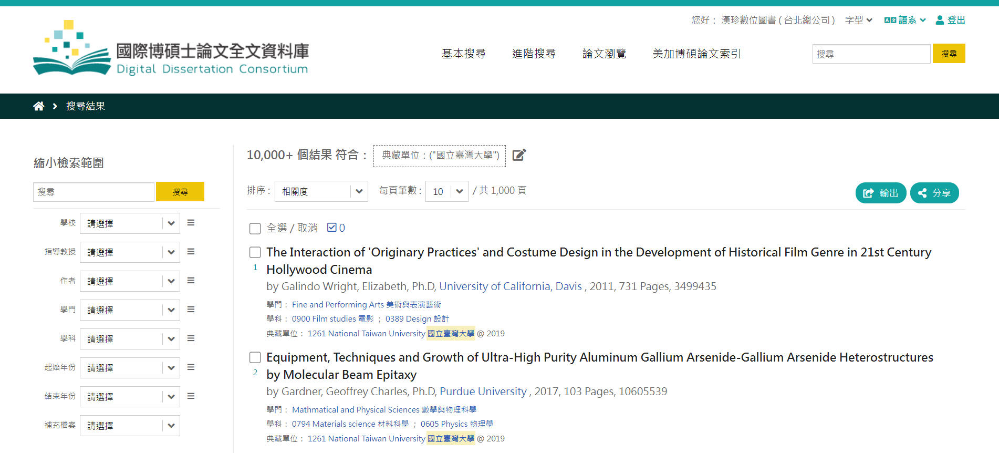 您好： 漢珍數位圖書 ( 台北總公司 ) 字型 語系 登出
國際博碩士論文全文資料庫
Digital Dissertation Consortium
基本搜尋 進階搜尋 論文瀏覽 美加博碩論文索引 搜尋 搜尋
搜尋結果
縮小檢索範圍
搜尋 搜尋
學校 請選擇
指導教授 請選擇
作者 請選擇
學門 請選擇
學科 請選擇
起始年份 請選擇
結束年份 請選擇
補充檔案 請選擇
10,000+ 個結果 符合： 典藏單位：("國立臺灣大學")
排序 : 相關度 每頁筆數 : 10 / 共 1,000 頁
輸出 分享
全選 / 取消 0
The Interaction of 'Originary Practices' and Costume Design in the Development of Historical Film Genre in 21st Century
1 Hollywood Cinema
by Galindo Wright, Elizabeth, Ph.D, University of California, Davis , 2011, 731 Pages, 3499435
學門： Fine and Performing Arts 美術與表演藝術
學科： 0900 Film studies 電影 ； 0389 Design 設計
典藏單位： 1261 National Taiwan University 國立臺灣大學 @ 2019
Equipment, Techniques and Growth of Ultra-High Purity Aluminum Gallium Arsenide-Gallium Arsenide Heterostructures
2 by Molecular Beam Epitaxy
by Gardner, Geoffrey Charles, Ph.D, Purdue University , 2017, 103 Pages, 10605539
學門： Mathmatical and Physical Sciences 數學與物理科學
學科： 0794 Materials science 材料科學 ； 0605 Physics 物理學
典藏單位： 1261 National Taiwan University 國立臺灣大學 @ 2019